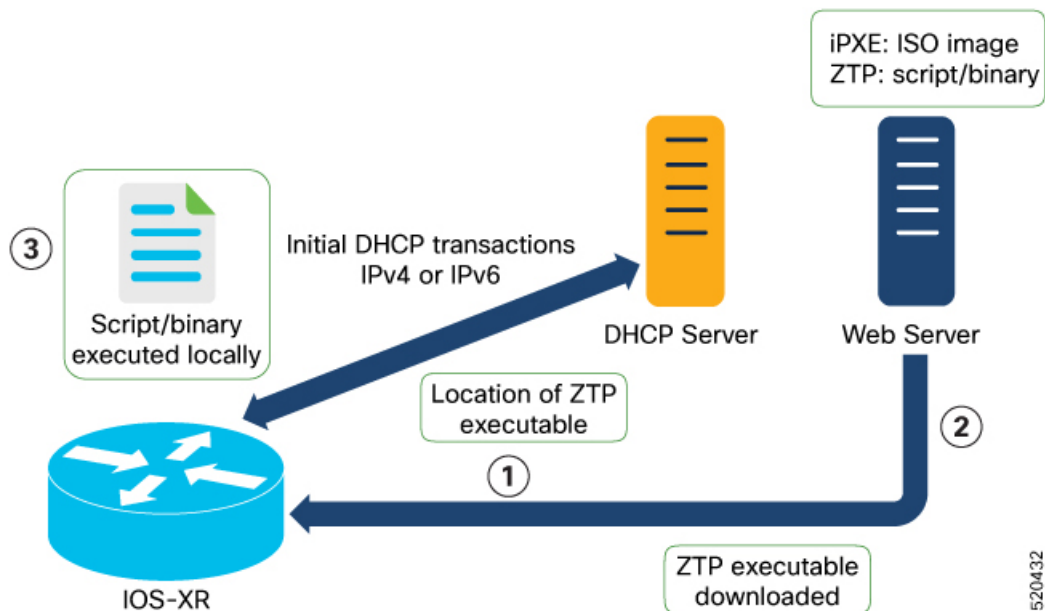 iPXE: ISO image
ZTP: script/binary
3
Script/binary
executed locally
Initial DHCP transactions
IPv4 or IPv6
DHCP Server
Web Server
Location of ZTP
executable
1
2
IOS-XR
ZTP executable
downloaded
520432